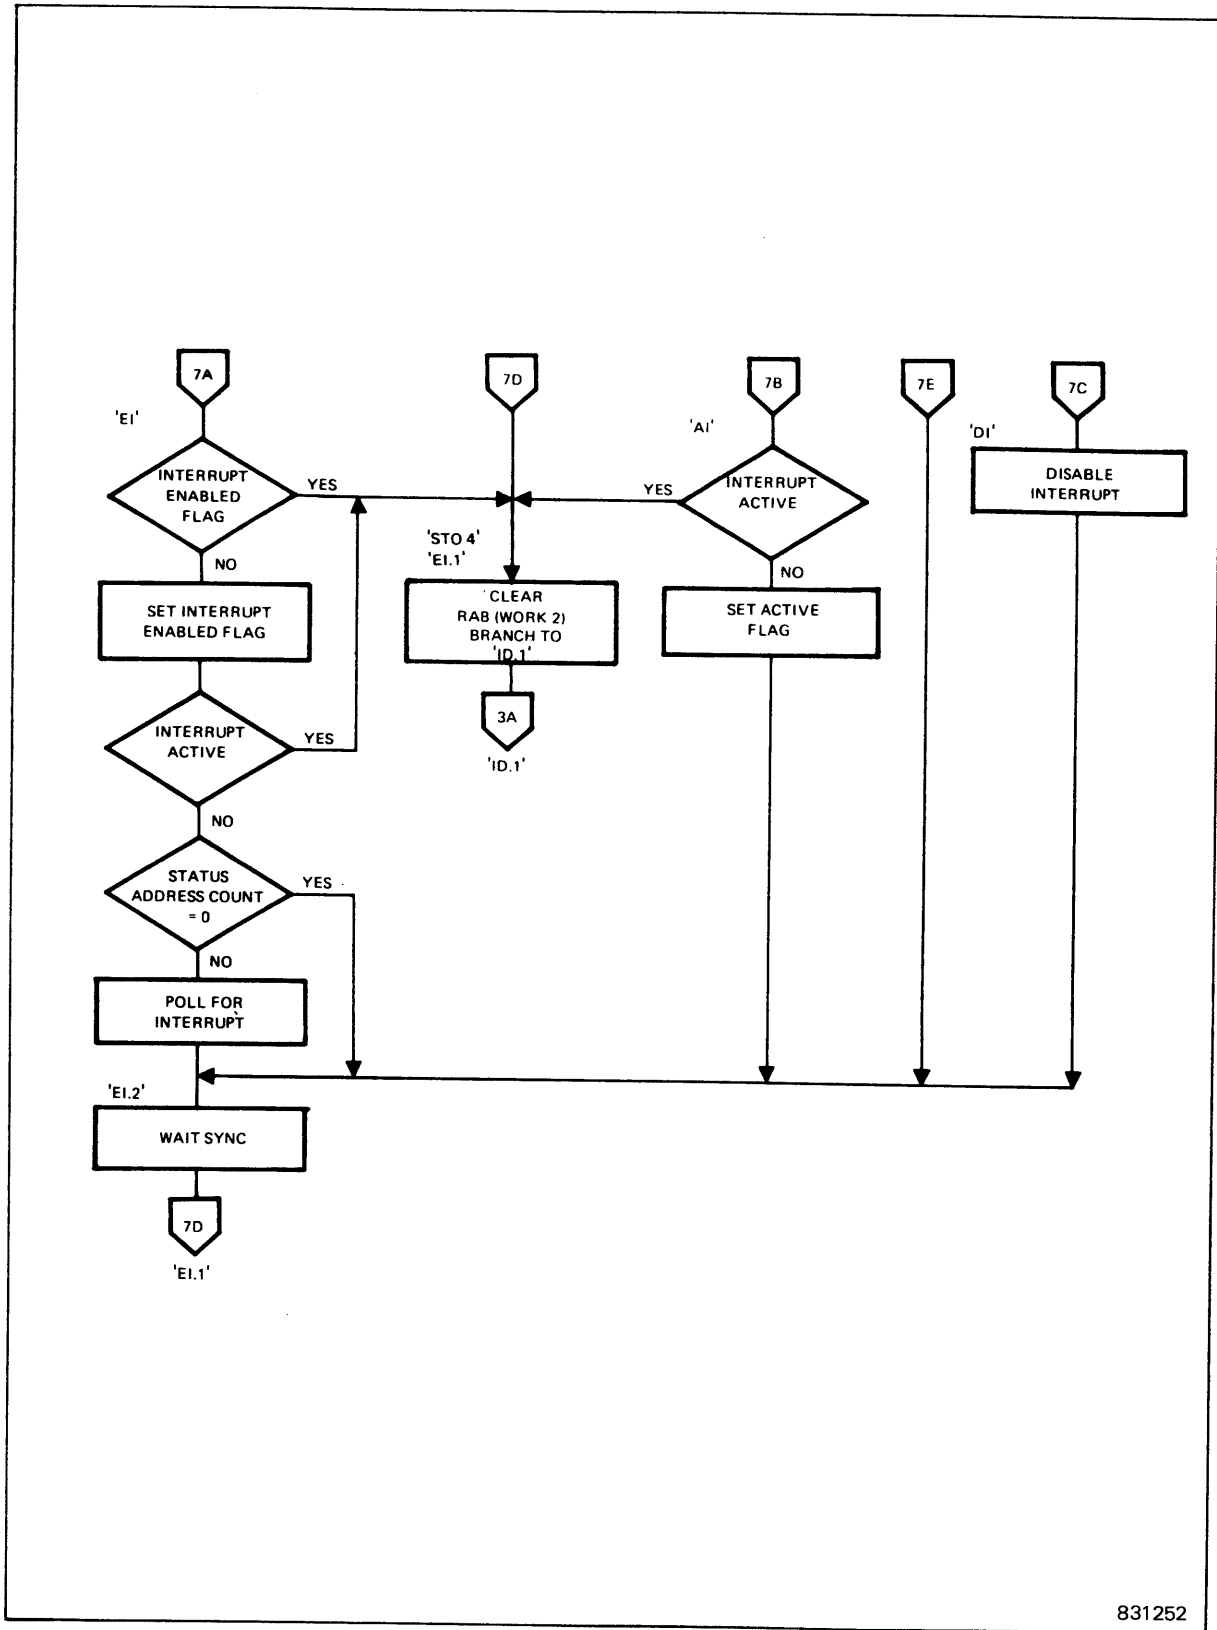 7A
'EI'
INTERRUPT
ENABLED
FLAG
YES
NO
SET INTERRUPT
ENABLED FLAG
INTERRUPT
ACTIVE
YES
NO
STATUS
ADDRESS COUNT
= 0
YES
NO
POLL FOR
INTERRUPT
'EI.2'
WAIT SYNC
7D
'EI.1'
7D
'STO 4'
'EI.1'
CLEAR
RAB (WORK 2)
BRANCH TO
'ID.1'
3A
'ID.1'
7B
'AI'
INTERRUPT
ACTIVE
YES
NO
SET ACTIVE
FLAG
7E
7C
'DI'
DISABLE
INTERRUPT
831252